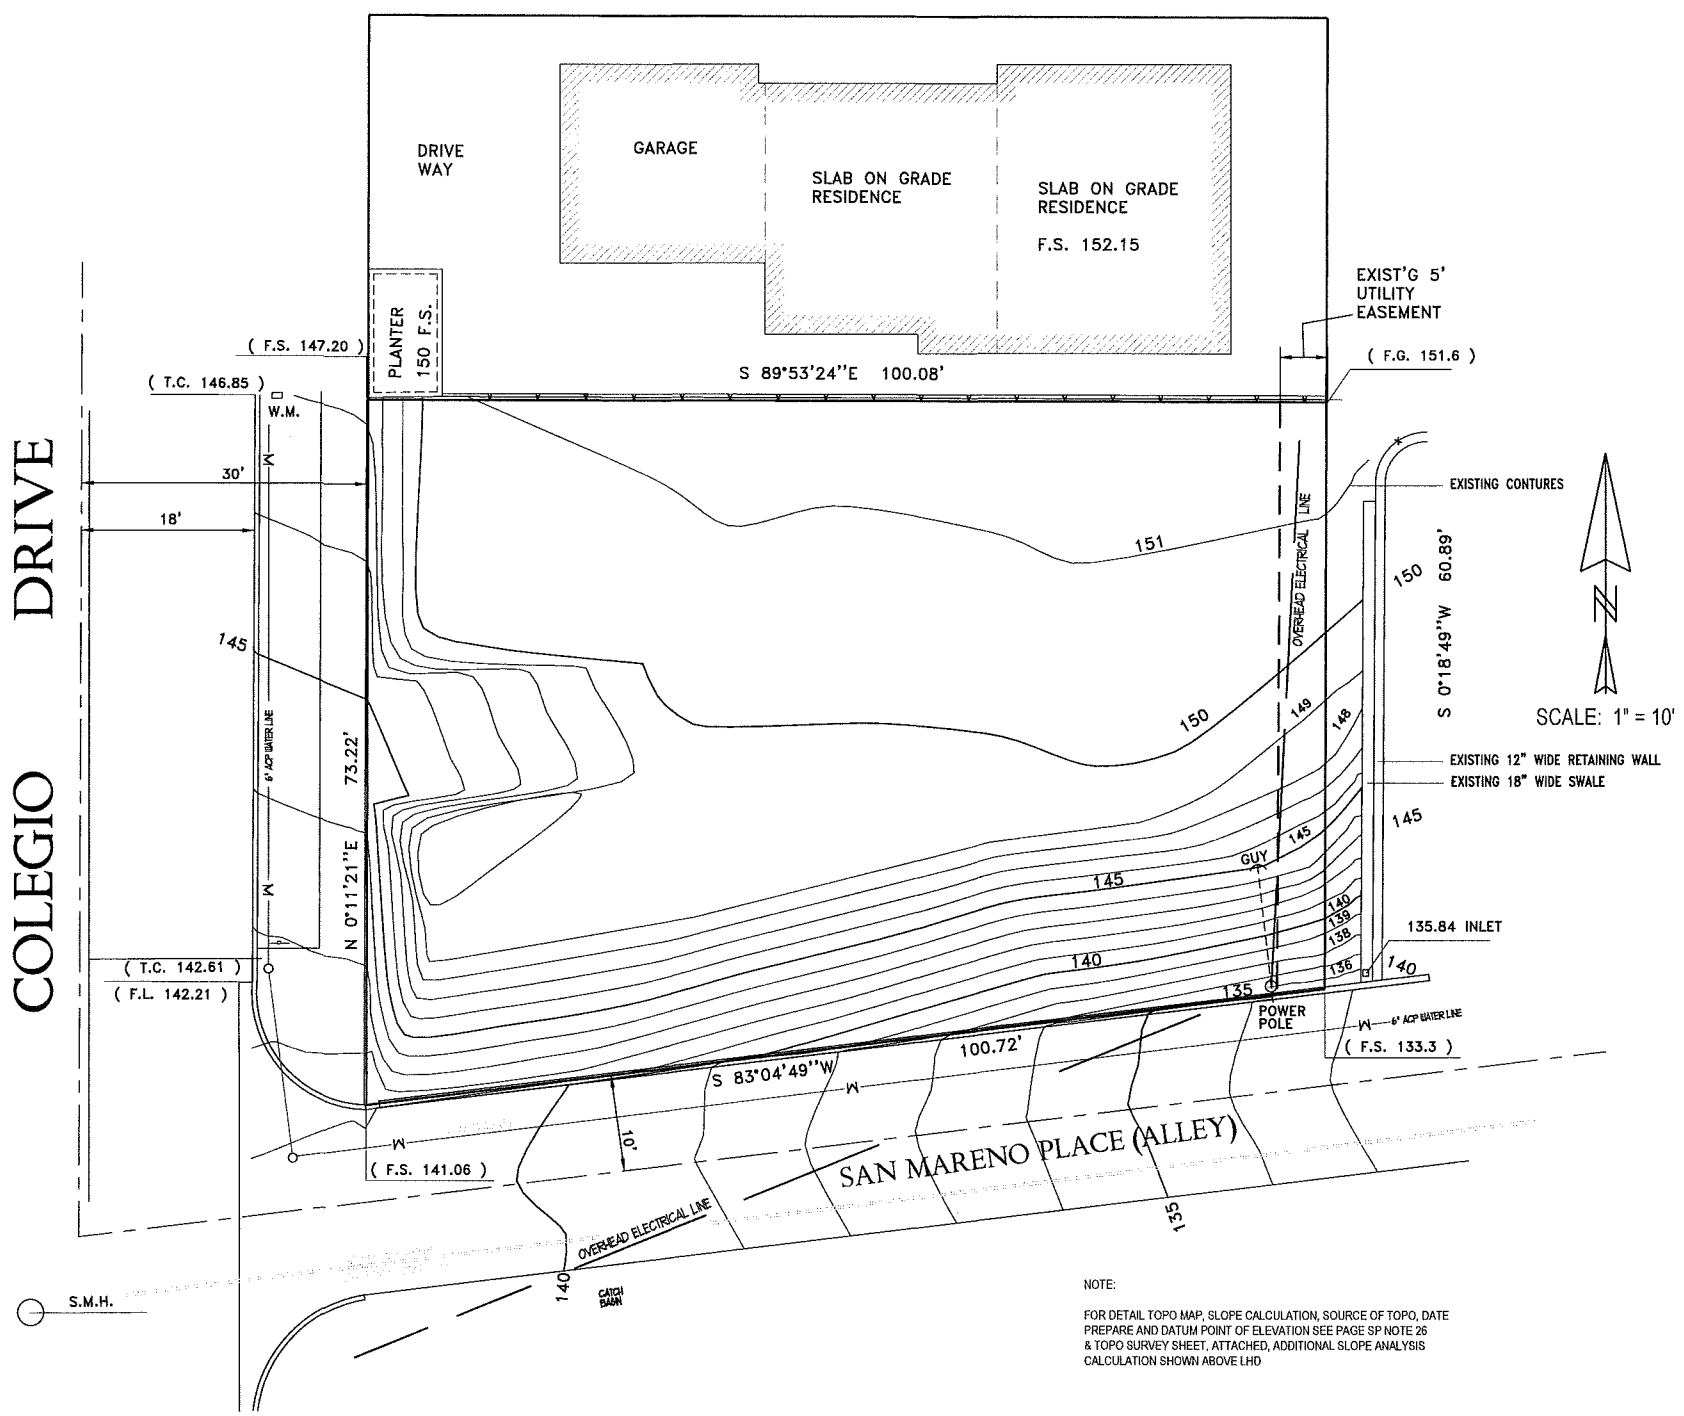 DRIVE
WAY
GARAGE
SLAB ON GRADE
RESIDENCE
SLAB ON GRADE
RESIDENCE
F.S. 152.15
EXIST'G 5'
UTILITY
EASEMENT
PLANTER
150 F.S.
( F.S. 147.20 )
( T.C. 146.85 )
W.M.
S 89°53'24''E 100.08'
( F.G. 151.6 )
COLEGIO DRIVE
30'
18'
M
145
6" ACP WATER LINE
M
N 0°11'21''E 73.22'
151
OVERHEAD ELECTRICAL LINE
EXISTING CONTURES
150
S 0°18'49''W 60.89'
N
SCALE: 1" = 10'
150
149
148
EXISTING 12" WIDE RETAINING WALL
EXISTING 18" WIDE SWALE
145
145
GUY
145
140
139
138
136
140
135.84 INLET
140
135
POWER
POLE
( T.C. 142.61 )
( F.L. 142.21 )
M
6" ACP WATER LINE
( F.S. 133.3 )
S 83°04'49''W 100.72'
M
M
10'
( F.S. 141.06 )
SAN MARENO PLACE (ALLEY)
135
OVERHEAD ELECTRICAL LINE
140
CATCH
BASIN
S.M.H.
NOTE:
FOR DETAIL TOPO MAP, SLOPE CALCULATION, SOURCE OF TOPO, DATE
PREPARE AND DATUM POINT OF ELEVATION SEE PAGE SP NOTE 26
& TOPO SURVEY SHEET, ATTACHED, ADDITIONAL SLOPE ANALYSIS
CALCULATION SHOWN ABOVE LHD